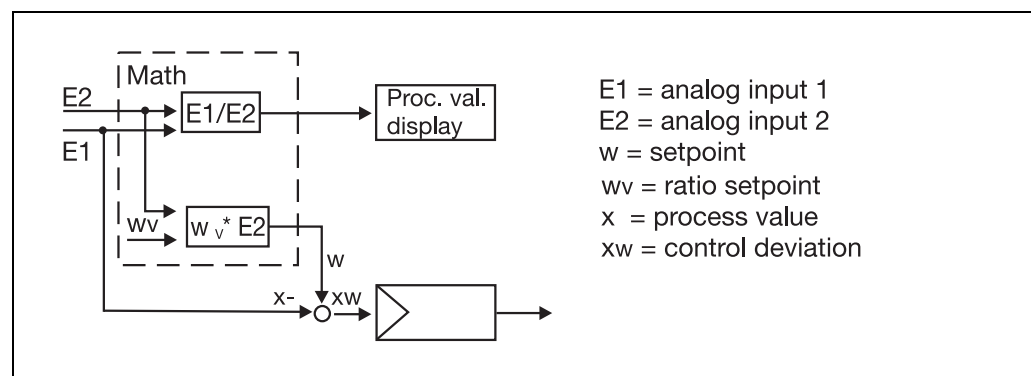 Math
E2
E1
E1/E2
Proc. val.
display
wv
w v* E2
w
x-
xw
E1 = analog input 1
E2 = analog input 2
w = setpoint
wv = ratio setpoint
x = process value
xw = control deviation